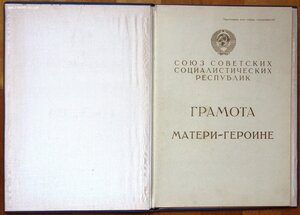 СОЮЗ СОВЕТСКИХ
СОЦИАЛИСТИЧЕСКИХ
РЕСПУБЛИК
ГРАМОТА
МАТЕРИ-ГЕРОИНЕ